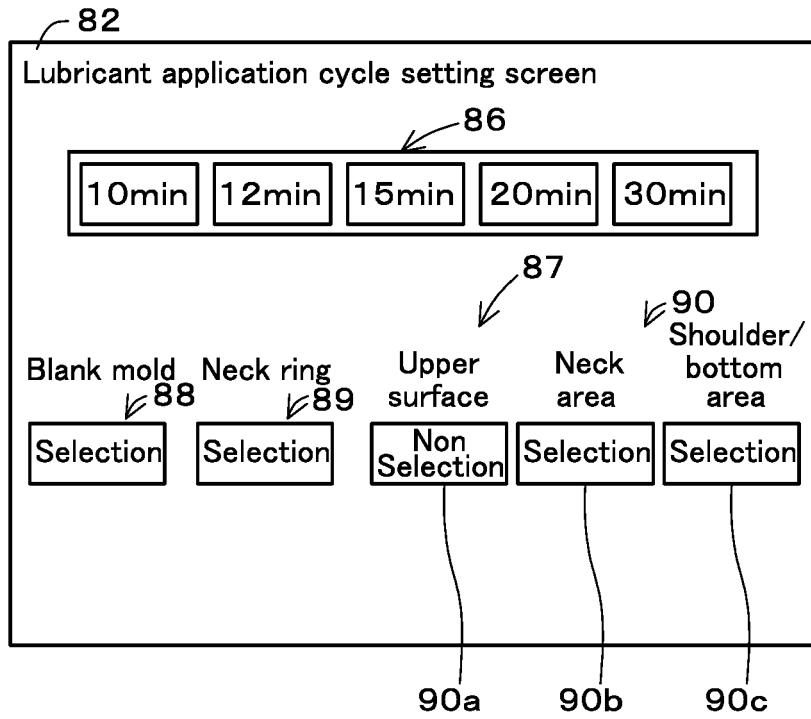 82
Lubricant application cycle setting screen
86
10min 12min 15min 20min 30min
87
90
Blank mold
88
Neck ring
89
Upper
surface
Neck
area
Shoulder/
bottom
area
Selection
Selection
Non
Selection
Selection
Selection
90a 90b 90c